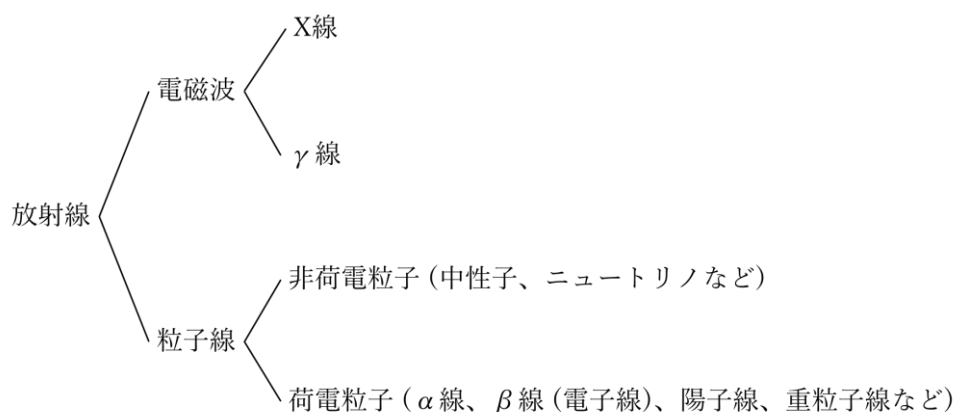 X線
電磁波
γ線
放射線
非荷電粒子 (中性子、ニュートリノなど)
粒子線
荷電粒子 (α線、β線 (電子線)、陽子線、重粒子線など)